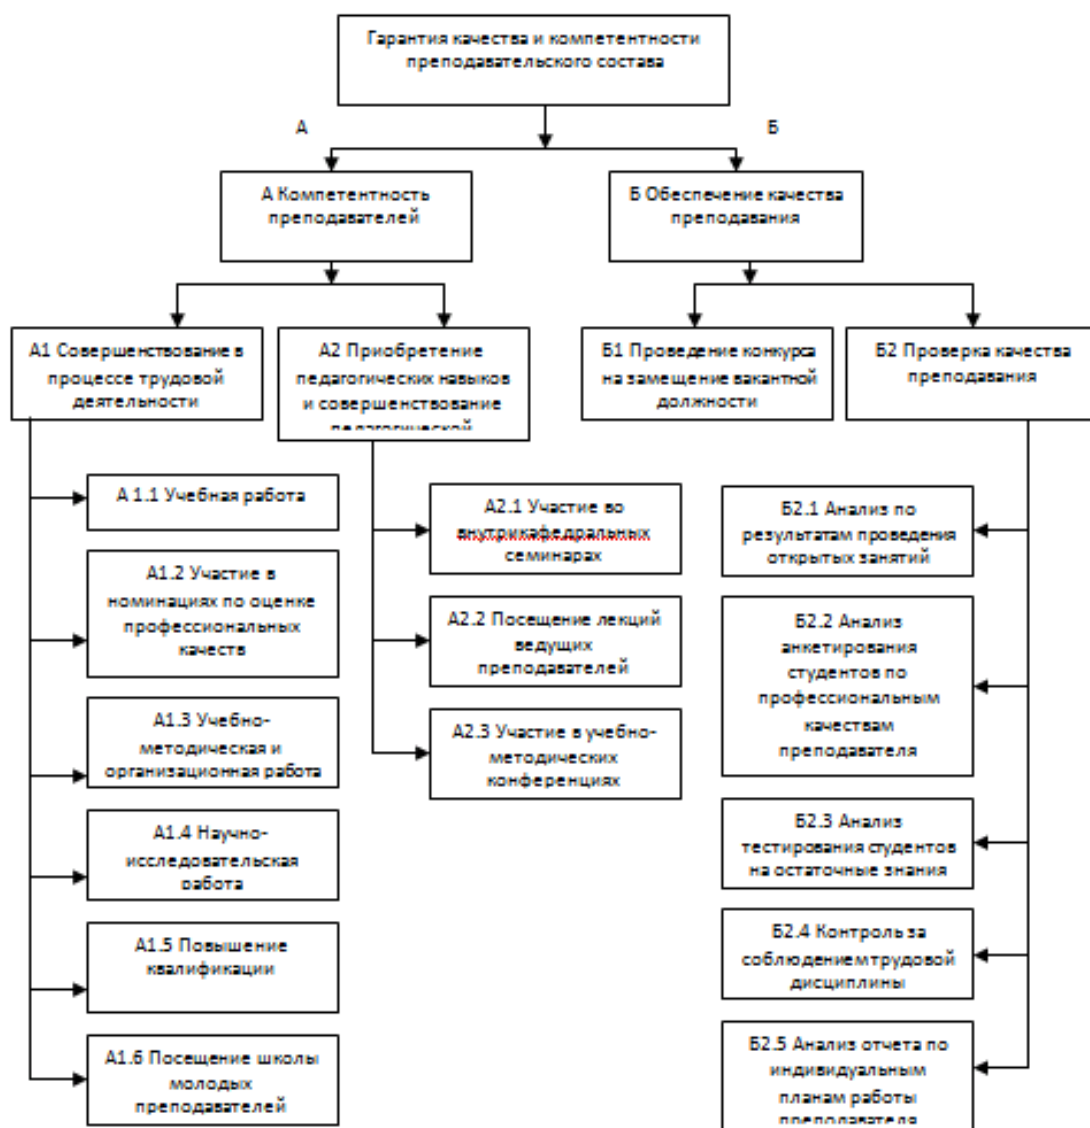 Гарантия качества и компетентности
преподавательского состава
А
Б
А Компетентность
преподавателей
Б Обеспечение качества
преподавания
А1 Совершенствование в
процессе трудовой
деятельности
А2 Приобретение
педагогических навыков
и совершенствование
педагогической
Б1 Проведение конкурса
на замещение вакантной
должности
Б2 Проверка качества
преподавания
А 1.1 Учебная работа
А1.2 Участие в
номинациях по оценке
профессиональных
качеств
А1.3 Учебно-
методическая и
организационная работа
А1.4 Научно-
исследовательская
работа
А1.5 Повышение
квалификации
А1.6 Посещение школы
молодых
преподавателей
А2.1 Участие во
внутрикафедральных
семинарах
А2.2 Посещение лекций
ведущих
преподавателей
А2.3 Участие в учебно-
методических
конференциях
Б2.1 Анализ по
результатам проведения
открытых занятий
Б2.2 Анализ
анкетирования
студентов по
профессиональным
качествам
преподавателя
Б2.3 Анализ
тестирования студентов
на остаточные знания
Б2.4 Контроль за
соблюдением трудовой
дисциплины
Б2.5 Анализ отчета по
индивидуальным
планам работы
преподавателя